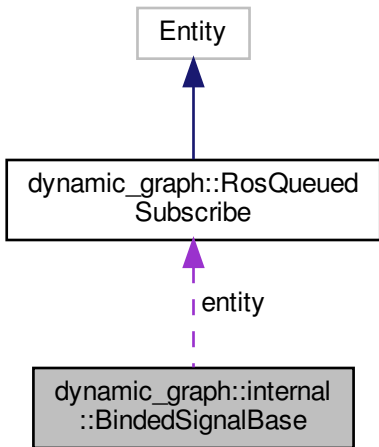 Entity
dynamic_graph::RosQueued
Subscribe
entity
dynamic_graph::internal
::BindedSignalBase